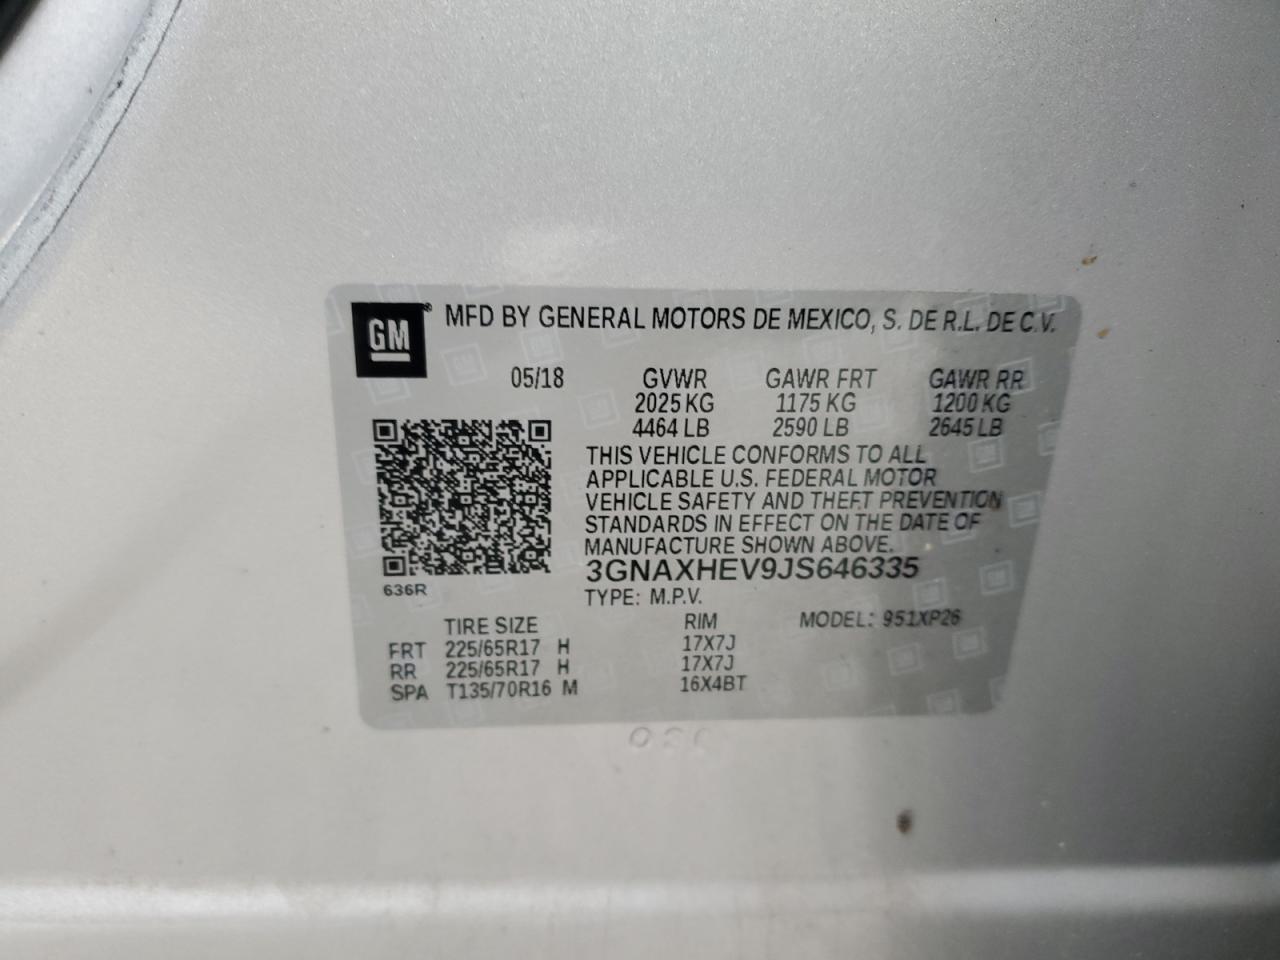 GM® MFD BY GENERAL MOTORS DE MEXICO, S. DE R.L. DE C.V.
05/18 GVWR GAWR FRT GAWR RR
2025 KG 1175 KG 1200 KG
4464 LB 2590 LB 2645 LB
THIS VEHICLE CONFORMS TO ALL
APPLICABLE U.S. FEDERAL MOTOR
VEHICLE SAFETY AND THEFT PREVENTION
STANDARDS IN EFFECT ON THE DATE OF
MANUFACTURE SHOWN ABOVE.
3GNAXHEV9JS646335
636R
TYPE: M.P.V.
TIRE SIZE RIM MODEL: 951XP26
FRT 225/65R17 H 17X7J
RR 225/65R17 H 17X7J
SPA T135/70R16 M 16X4BT